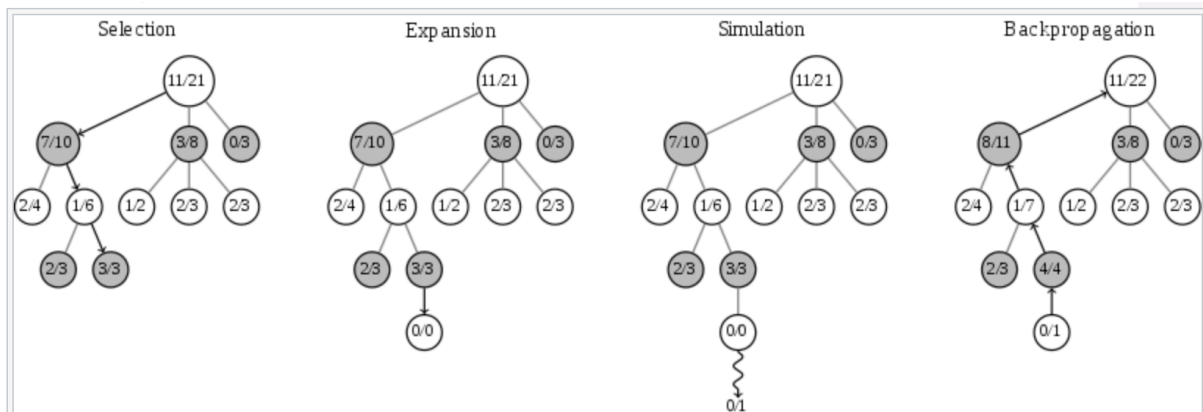 Selection Expansion Simulation Backpropagation
11/21 11/21 11/21 11/22
7/10 3/8 0/3 7/10 3/8 0/3 7/10 3/8 0/3 8/11 3/8 0/3
2/4 1/6 1/2 2/3 2/3 2/4 1/6 1/2 2/3 2/3 2/4 1/6 1/2 2/3 2/3 2/4 1/7 1/2 2/3 2/3
2/3 3/3 2/3 3/3 2/3 3/3 2/3 4/4
0/0 0/0 0/1
0/1